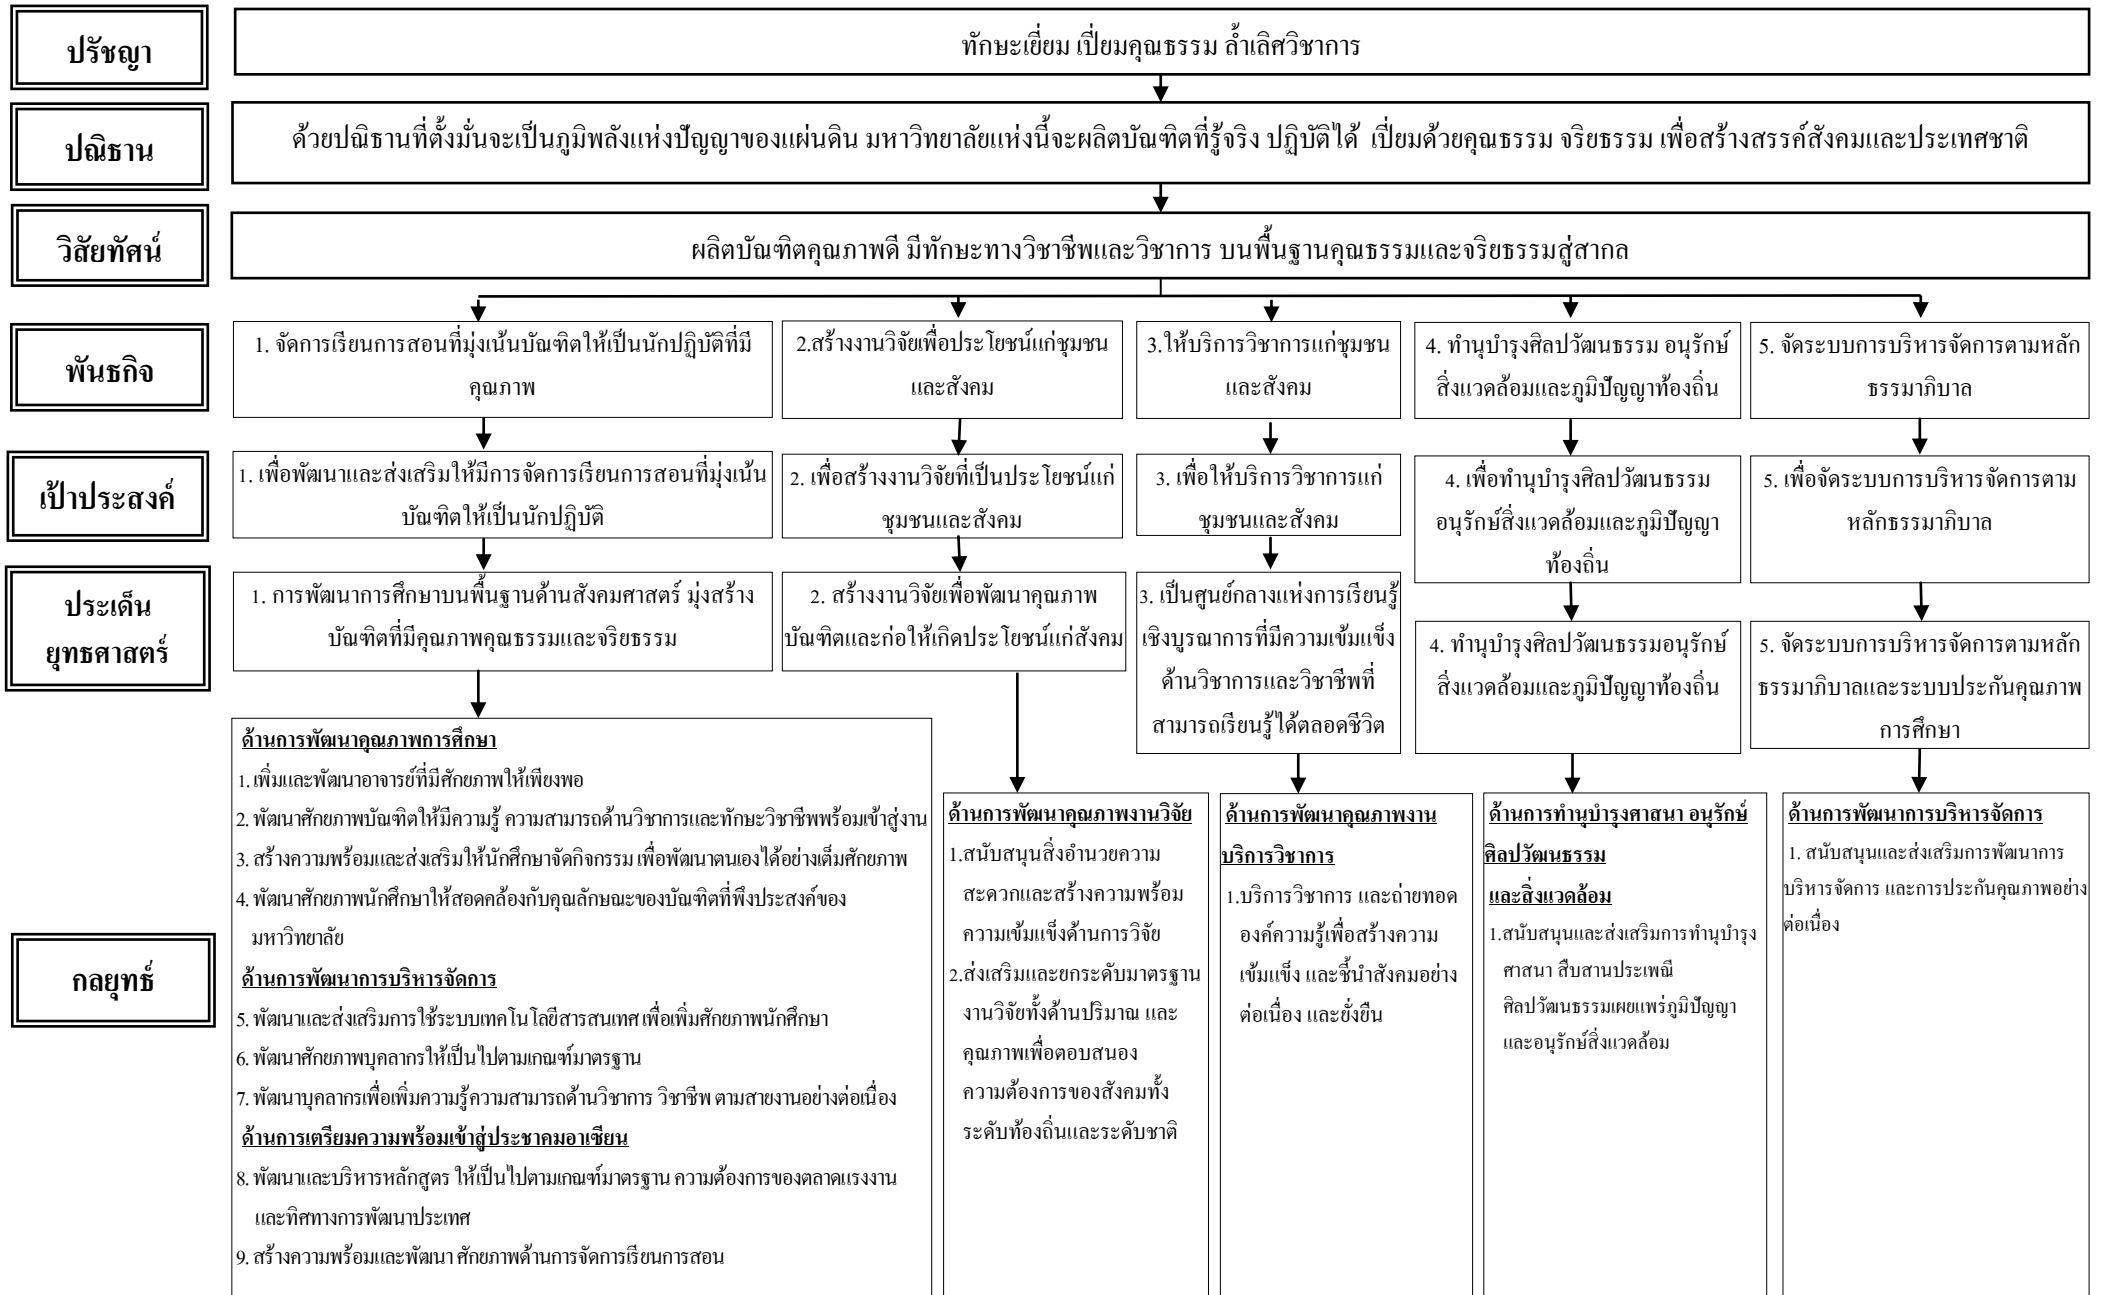 ปรัชญา
ทักษะเยี่ยม เปี่ยมคุณธรรม ล้ำเลิศวิชาการ
ปณิธาน
ด้วยปณิธานที่ตั้งมั่นจะเป็นภูมิพลังแห่งปัญญาของแผ่นดิน มหาวิทยาลัยแห่งนี้จะผลิตบัณฑิตที่รู้จริง ปฏิบัติได้ เปี่ยมด้วยคุณธรรม จริยธรรม เพื่อสร้างสรรค์สังคมและประเทศชาติ
วิสัยทัศน์
ผลิตบัณฑิตคุณภาพดี มีทักษะทางวิชาชีพและวิชาการ บนพื้นฐานคุณธรรมและจริยธรรมสู่สากล
พันธกิจ
1. จัดการเรียนการสอนที่มุ่งเน้นบัณฑิตให้เป็นนักปฏิบัติที่มี
คุณภาพ
2.สร้างงานวิจัยเพื่อประโยชน์แก่ชุมชน
และสังคม
3.ให้บริการวิชาการแก่ชุมชน
และสังคม
4. ทำนุบำรุงศิลปวัฒนธรรม อนุรักษ์
สิ่งแวดล้อมและภูมิปัญญาท้องถิ่น
5. จัดระบบการบริหารจัดการตามหลัก
ธรรมาภิบาล
เป้าประสงค์
1. เพื่อพัฒนาและส่งเสริมให้มีการจัดการเรียนการสอนที่มุ่งเน้น
บัณฑิตให้เป็นนักปฏิบัติ
2. เพื่อสร้างงานวิจัยที่เป็นประโยชน์แก่
ชุมชนและสังคม
3. เพื่อให้บริการวิชาการแก่
ชุมชนและสังคม
4. เพื่อทำนุบำรุงศิลปวัฒนธรรม
อนุรักษ์สิ่งแวดล้อมและภูมิปัญญา
ท้องถิ่น
5. เพื่อจัดระบบการบริหารจัดการตาม
หลักธรรมาภิบาล
ประเด็น
ยุทธศาสตร์
1. การพัฒนาการศึกษาบนพื้นฐานด้านสังคมศาสตร์ มุ่งสร้าง
บัณฑิตที่มีคุณภาพคุณธรรมและจริยธรรม
2. สร้างงานวิจัยเพื่อพัฒนาคุณภาพ
บัณฑิตและก่อให้เกิดประโยชน์แก่สังคม
3. เป็นศูนย์กลางแห่งการเรียนรู้
เชิงบูรณาการที่มีความเข้มแข็ง
ด้านวิชาการและวิชาชีพที่
สามารถเรียนรู้ได้ตลอดชีวิต
4. ทำนุบำรุงศิลปวัฒนธรรมอนุรักษ์
สิ่งแวดล้อมและภูมิปัญญาท้องถิ่น
5. จัดระบบการบริหารจัดการตามหลัก
ธรรมาภิบาลและระบบประกันคุณภาพ
การศึกษา
กลยุทธ์
ด้านการพัฒนาคุณภาพการศึกษา
1. เพิ่มและพัฒนาอาจารย์ที่มีศักยภาพให้เพียงพอ
2. พัฒนาศักยภาพบัณฑิตให้มีความรู้ ความสามารถด้านวิชาการและทักษะวิชาชีพพร้อมเข้าสู่งาน
3. สร้างความพร้อมและส่งเสริมให้นักศึกษาจัดกิจกรรม เพื่อพัฒนาตนเองได้อย่างเต็มศักยภาพ
4. พัฒนาศักยภาพนักศึกษาให้สอดคล้องกับคุณลักษณะของบัณฑิตที่พึงประสงค์ของ
มหาวิทยาลัย
ด้านการพัฒนาการบริหารจัดการ
5. พัฒนาและส่งเสริมการใช้ระบบเทคโนโลยีสารสนเทศ เพื่อเพิ่มศักยภาพนักศึกษา
6. พัฒนาศักยภาพบุคลากรให้เป็นไปตามเกณฑ์มาตรฐาน
7. พัฒนาบุคลากรเพื่อเพิ่มความรู้ความสามารถด้านวิชาการ วิชาชีพ ตามสายงานอย่างต่อเนื่อง
ด้านการเตรียมความพร้อมเข้าสู่ประชาคมอาเซียน
8. พัฒนาและบริหารหลักสูตร ให้เป็นไปตามเกณฑ์มาตรฐาน ความต้องการของตลาดแรงงาน
และทิศทางการพัฒนาประเทศ
9. สร้างความพร้อมและพัฒนา ศักยภาพด้านการจัดการเรียนการสอน
ด้านการพัฒนาคุณภาพงานวิจัย
1.สนับสนุนสิ่งอำนวยความ
สะดวกและสร้างความพร้อม
ความเข้มแข็งด้านการวิจัย
2.ส่งเสริมและยกระดับมาตรฐาน
งานวิจัยทั้งด้านปริมาณ และ
คุณภาพเพื่อตอบสนอง
ความต้องการของสังคมทั้ง
ระดับท้องถิ่นและระดับชาติ
ด้านการพัฒนาคุณภาพงาน
บริการวิชาการ
1.บริการวิชาการ และถ่ายทอด
องค์ความรู้เพื่อสร้างความ
เข้มแข็ง และชี้นำสังคมอย่าง
ต่อเนื่อง และยั่งยืน
ด้านการทำนุบำรุงศาสนา อนุรักษ์
ศิลปวัฒนธรรม
และสิ่งแวดล้อม
1.สนับสนุนและส่งเสริมการทำนุบำรุง
ศาสนา สืบสานประเพณี
ศิลปวัฒนธรรมเผยแพร่ภูมิปัญญา
และอนุรักษ์สิ่งแวดล้อม
ด้านการพัฒนาการบริหารจัดการ
1. สนับสนุนและส่งเสริมการพัฒนาการ
บริหารจัดการ และการประกันคุณภาพอย่าง
ต่อเนื่อง